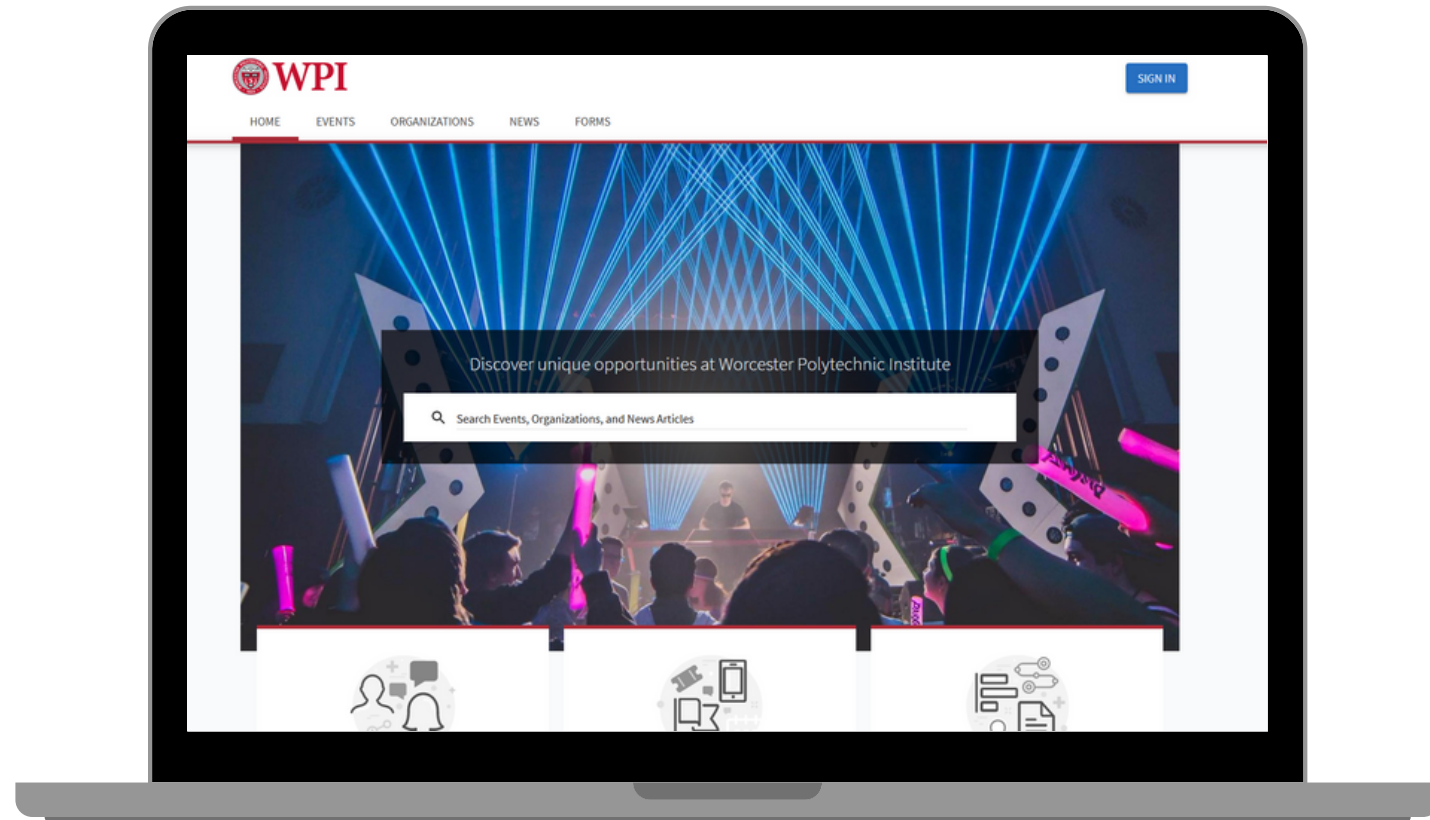 WPI
SIGN IN
HOME EVENTS ORGANIZATIONS NEWS FORMS
Discover unique opportunities at Worcester Polytechnic Institute
Search Events, Organizations, and News Articles